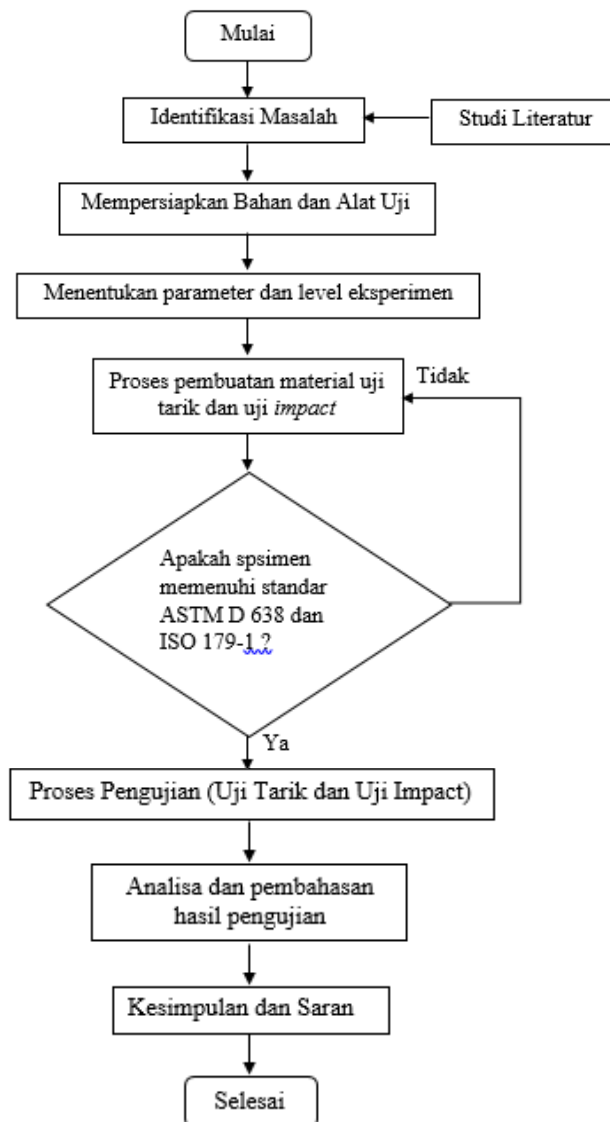 Mulai
Identifikasi Masalah
Studi Literatur
Mempersiapkan Bahan dan Alat Uji
Menentukan parameter dan level eksperimen
Proses pembuatan material uji
tarik dan uji impact
Tidak
Apakah spsimen
memenuhi standar
ASTM D 638 dan
ISO 179-1 ?
Ya
Proses Pengujian (Uji Tarik dan Uji Impact)
Analisa dan pembahasan
hasil pengujian
Kesimpulan dan Saran
Selesai